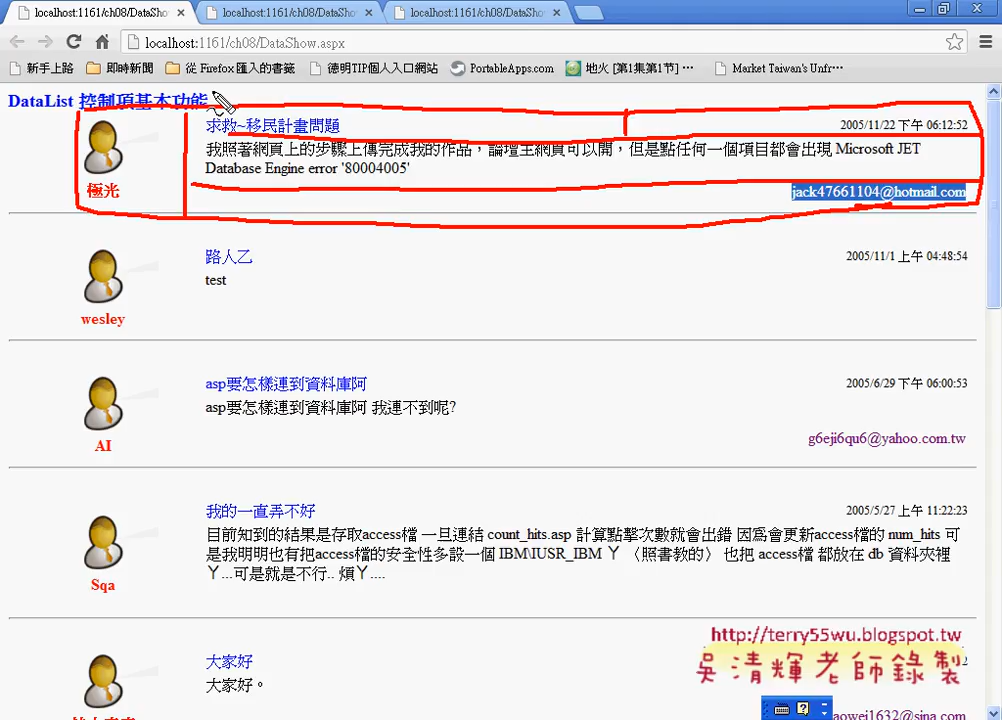 localhost:1161/ch08/DataSho
localhost:1161/ch08/DataSho
localhost:1161/ch08/DataSho
localhost:1161/ch08/DataShow.aspx
新手上路 即時新聞 從 Firefox 匯入的書籤 德明TIP個人入口網站 PortableApps.com 地火 [第1集第1節] ... Market Taiwan's Unfr...
DataList 控制項基本功能
求救~移民計畫問題 2005/11/22 下午 06:12:52
我照著網頁上的步驟上傳完成我的作品，論壇主網頁可以開，但是點任何一個項目都會出現 Microsoft JET
Database Engine error '80004005'
極光 jack47661104@hotmail.com
路人乙 2005/11/1 上午 04:48:54
test
wesley
asp要怎樣連到資料庫阿 2005/6/29 下午 06:00:53
asp要怎樣連到資料庫阿 我連不到呢?
g6eji6qu6@yahoo.com.tw
AI
我的一直弄不好 2005/5/27 上午 11:22:23
目前知到的結果是存取access檔 一旦連結 count_hits.asp 計算點擊次數就會出錯 因為會更新access檔的 num_hits 可
是我明明也有把access檔的安全性多設一個 IBM\IUSR_IBM ㄚ （照書教的） 也把 access檔 都放在 db 資料夾裡
ㄚ...可是就是不行.. 煩ㄚ....
Sqa
http://terry55wu.blogspot.tw
大家好
吳清輝老師錄製
大家好。
aowei1632@sina.com